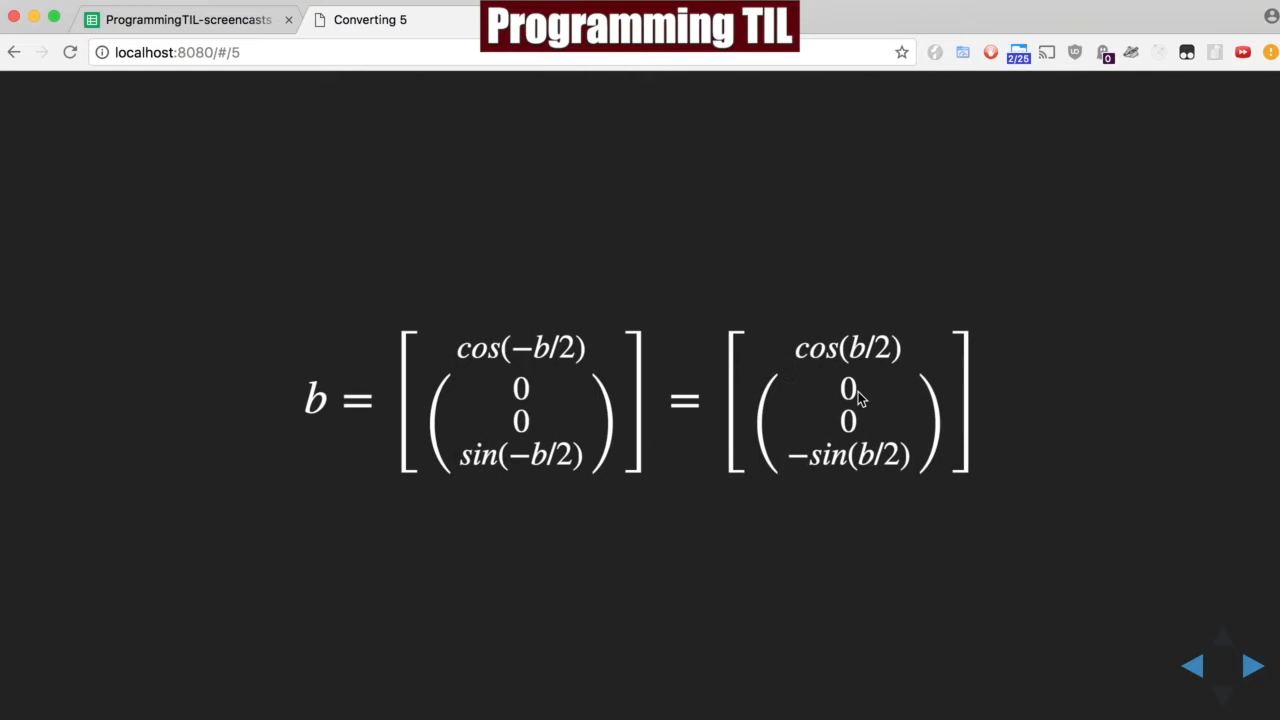 Programming TIL
ProgrammingTIL-screencasts
Converting 5
localhost:8080/#/5
2/25
0
b = [ cos(−b/2) ( 0 0 sin(−b/2) ) ] = [ cos(b/2) ( 0 0 −sin(b/2) ) ]